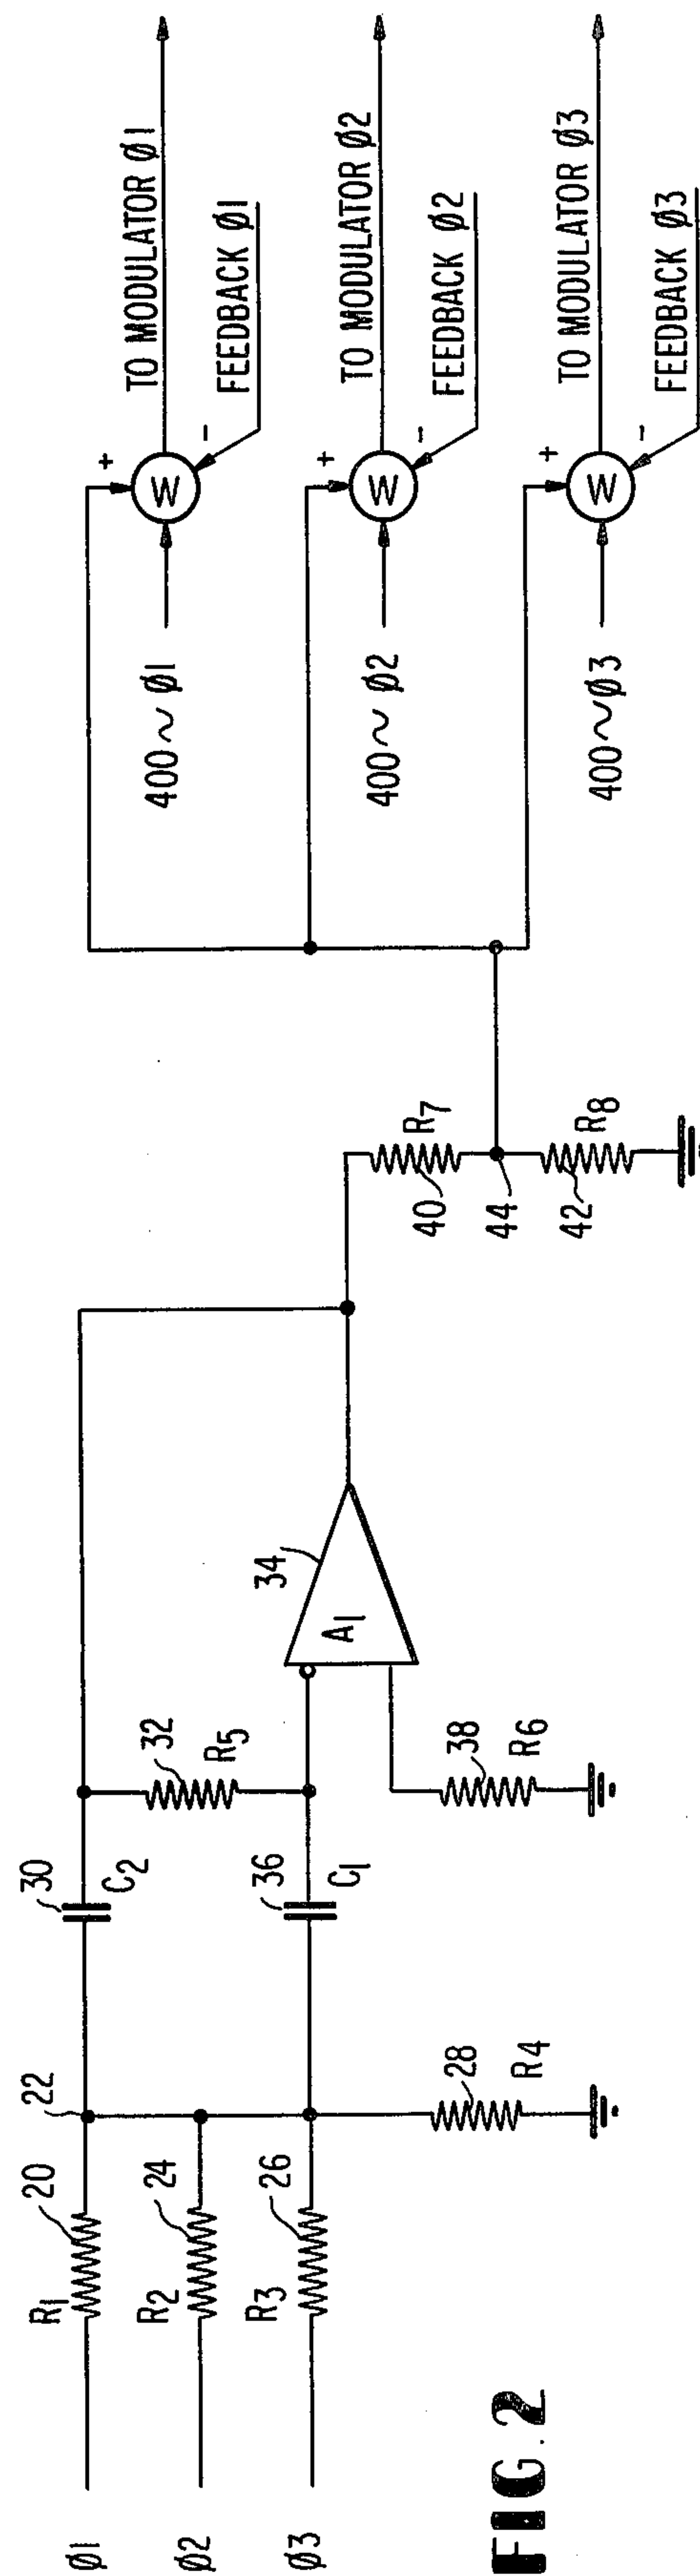 TO MODULATOR Ø1
FEEDBACK Ø1
TO MODULATOR Ø2
FEEDBACK Ø2
TO MODULATOR Ø3
FEEDBACK Ø3
+
-
W
+
-
W
+
-
W
400~Ø1
400~Ø2
400~Ø3
R7
40
44
R8
42
34
A1
32
R5
38
R6
30
C2
36
C1
22
28
R4
20
R1
24
R2
26
R3
Ø1
Ø2
Ø3
FIG. 2